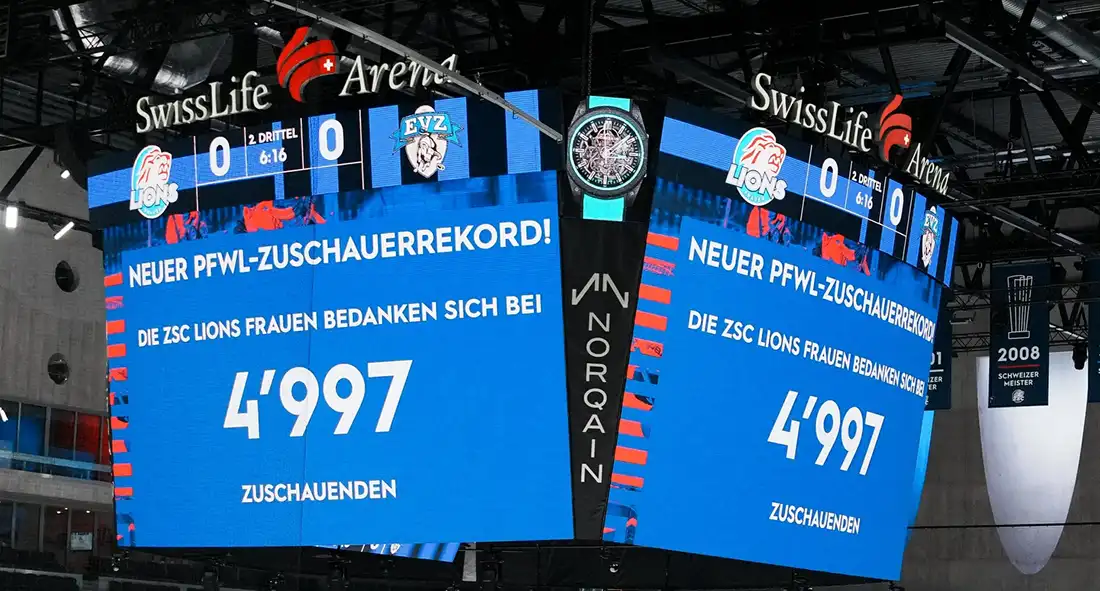 SwissLife Arena
LIONS
0
2. DRITTEL
6:16
0
EVZ
NEUER PFWL-ZUSCHAUERREKORD!
DIE ZSC LIONS FRAUEN BEDANKEN SICH BEI
4'997
ZUSCHAUENDEN
NORQAIN
SwissLife Arena
LIONS
0
2. DRITTEL
6:16
0
EVZ
NEUER PFWL-ZUSCHAUERREKORD!
DIE ZSC LIONS FRAUEN BEDANKEN SICH BEI
4'997
ZUSCHAUENDEN
2008
SCHWEIZER
MEISTER